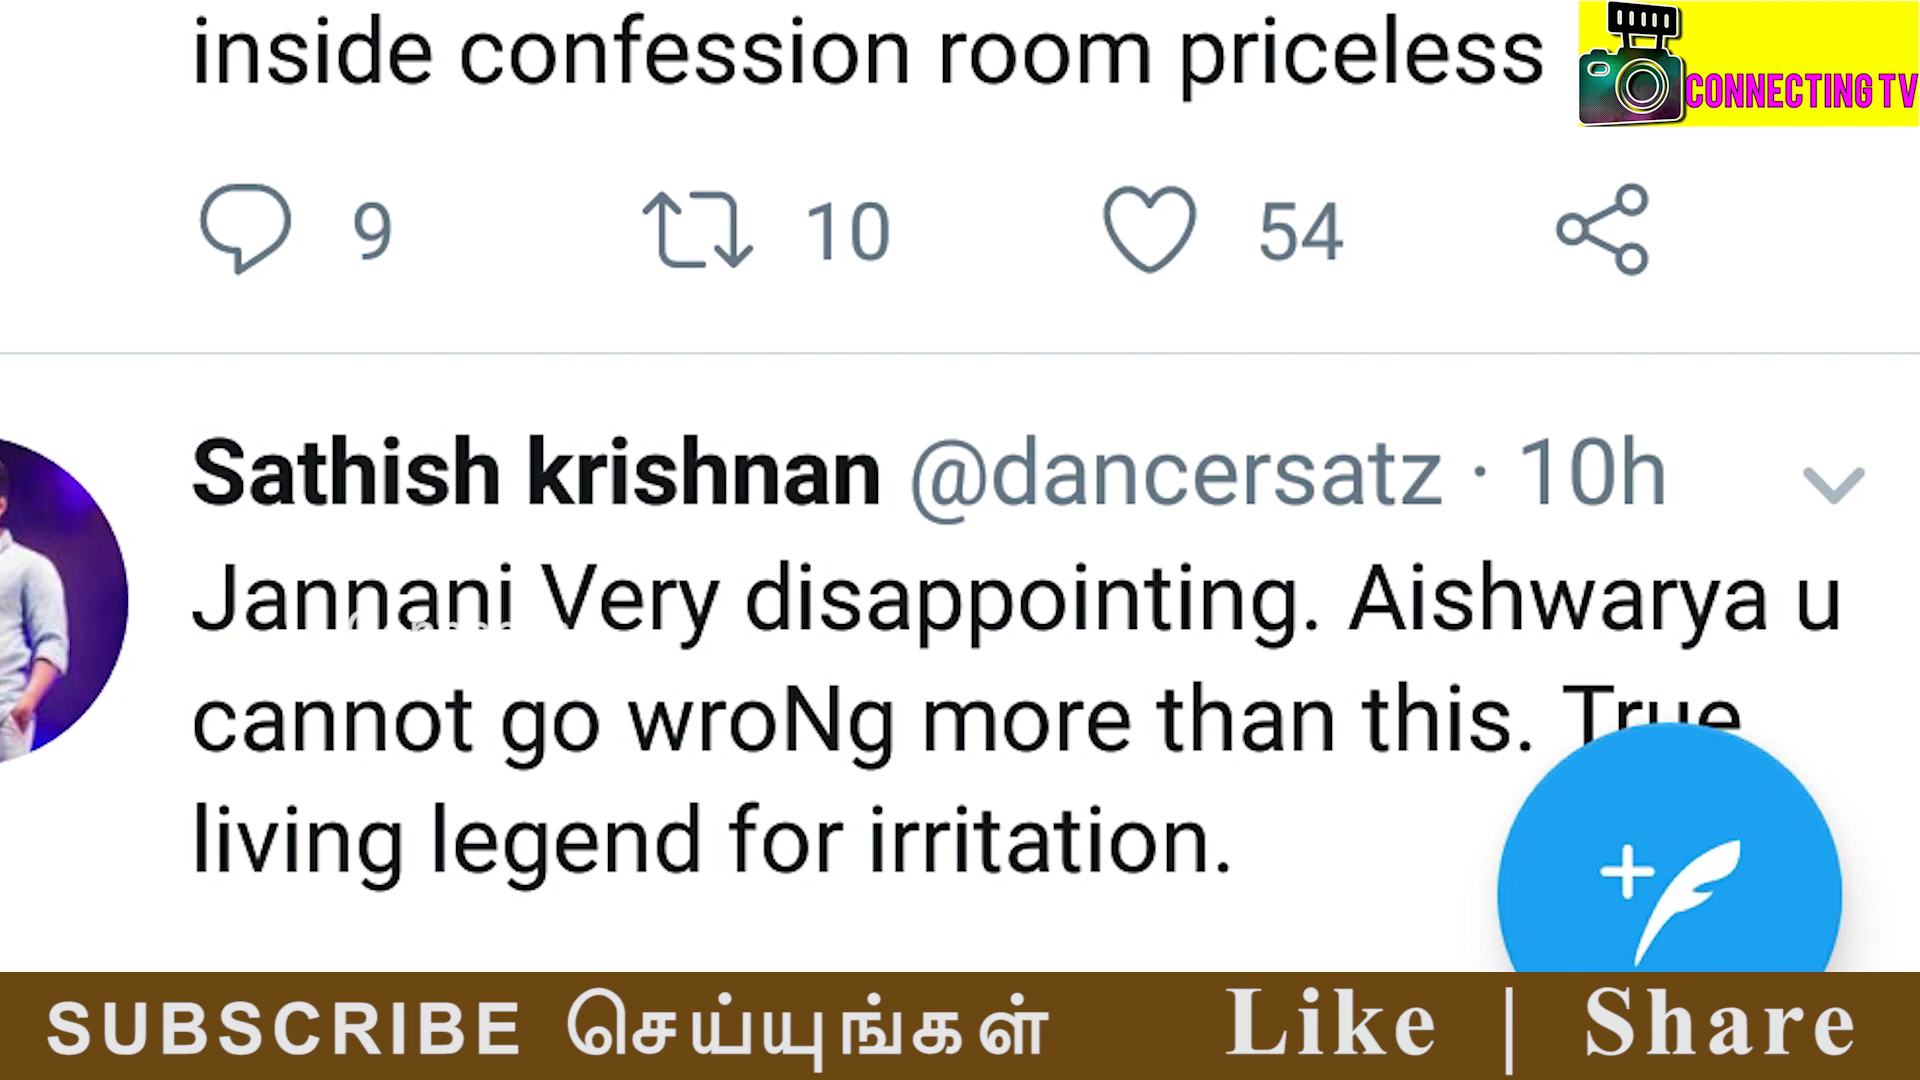 inside confession room priceless
CONNECTING TV
9 10 54
Sathish krishnan @dancersatz · 10h
Jannani Very disappointing. Aishwarya u
cannot go wroNg more than this. True
living legend for irritation.
SUBSCRIBE செய்யுங்கள் Like | Share